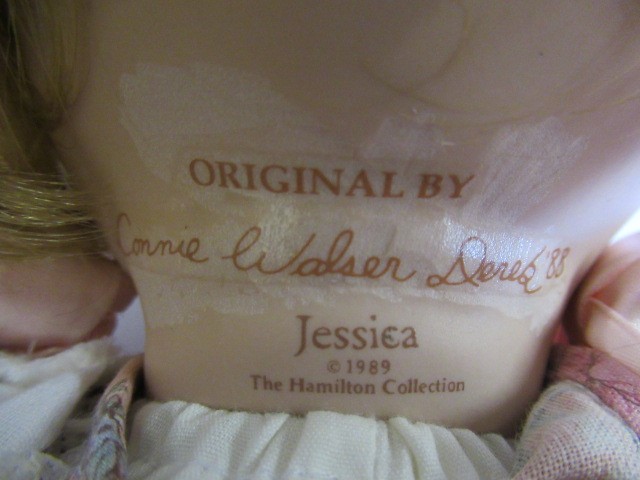 ORIGINAL BY
Connie Walser Derek '88
Jessica
© 1989
The Hamilton Collection